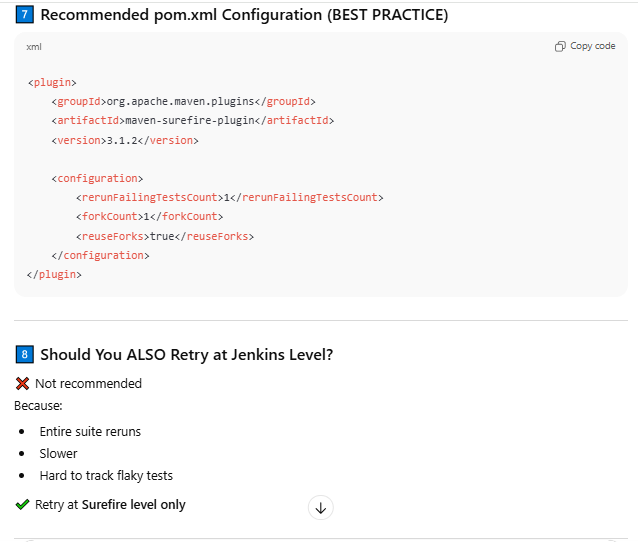 7 Recommended pom.xml Configuration (BEST PRACTICE)
xml
Copy code
<plugin>
    <groupId>org.apache.maven.plugins</groupId>
    <artifactId>maven-surefire-plugin</artifactId>
    <version>3.1.2</version>
    <configuration>
        <rerunFailingTestsCount>1</rerunFailingTestsCount>
        <forkCount>1</forkCount>
        <reuseForks>true</reuseForks>
    </configuration>
</plugin>
8 Should You ALSO Retry at Jenkins Level?
❌ Not recommended
Because:
• Entire suite reruns
• Slower
• Hard to track flaky tests
✔ Retry at Surefire level only